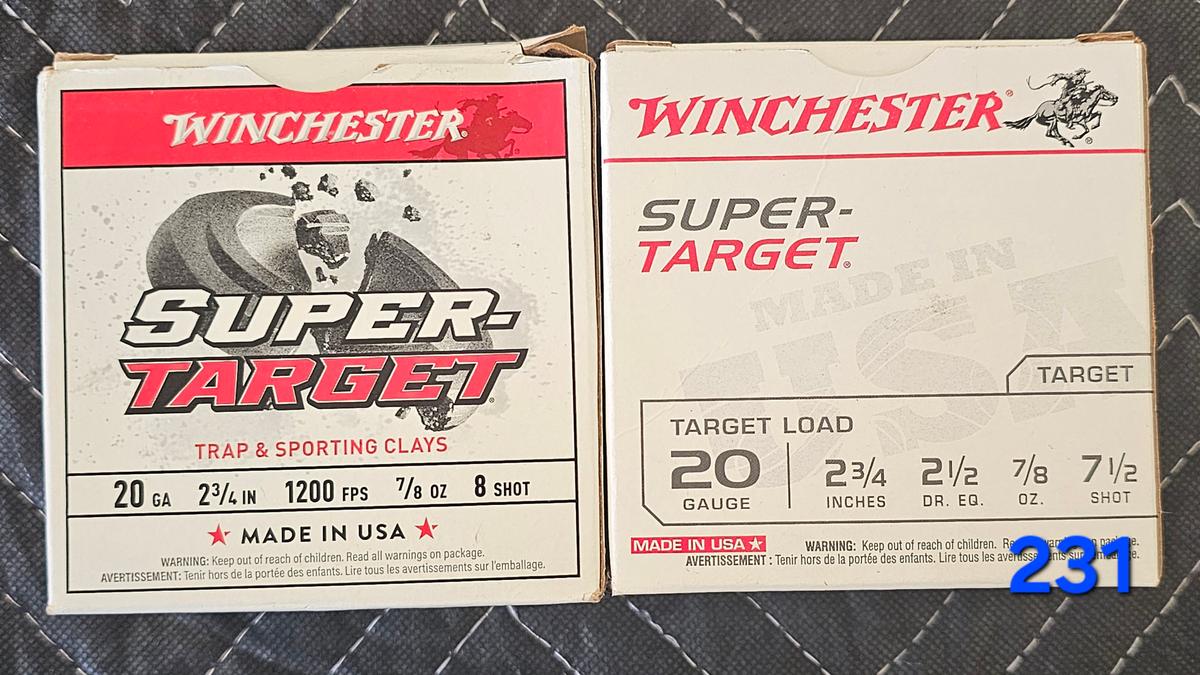 WINCHESTER®
SUPER-
TARGET®
TRAP & SPORTING CLAYS
20 GA 2 3/4 IN 1200 FPS 7/8 OZ 8 SHOT
★ MADE IN USA ★
WARNING: Keep out of reach of children. Read all warnings on package.
AVERTISSEMENT: Tenir hors de la portée des enfants. Lire tous les avertissements sur l'emballage.
WINCHESTER®
SUPER-
TARGET®
MADE IN
USA
TARGET
TARGET LOAD
20 2 3/4 2 1/2 7/8 7 1/2
GAUGE INCHES DR. EQ. OZ. SHOT
MADE IN USA ★
WARNING: Keep out of reach of children.
AVERTISSEMENT : Tenir hors de la portée des enfants. Lire tous les
231